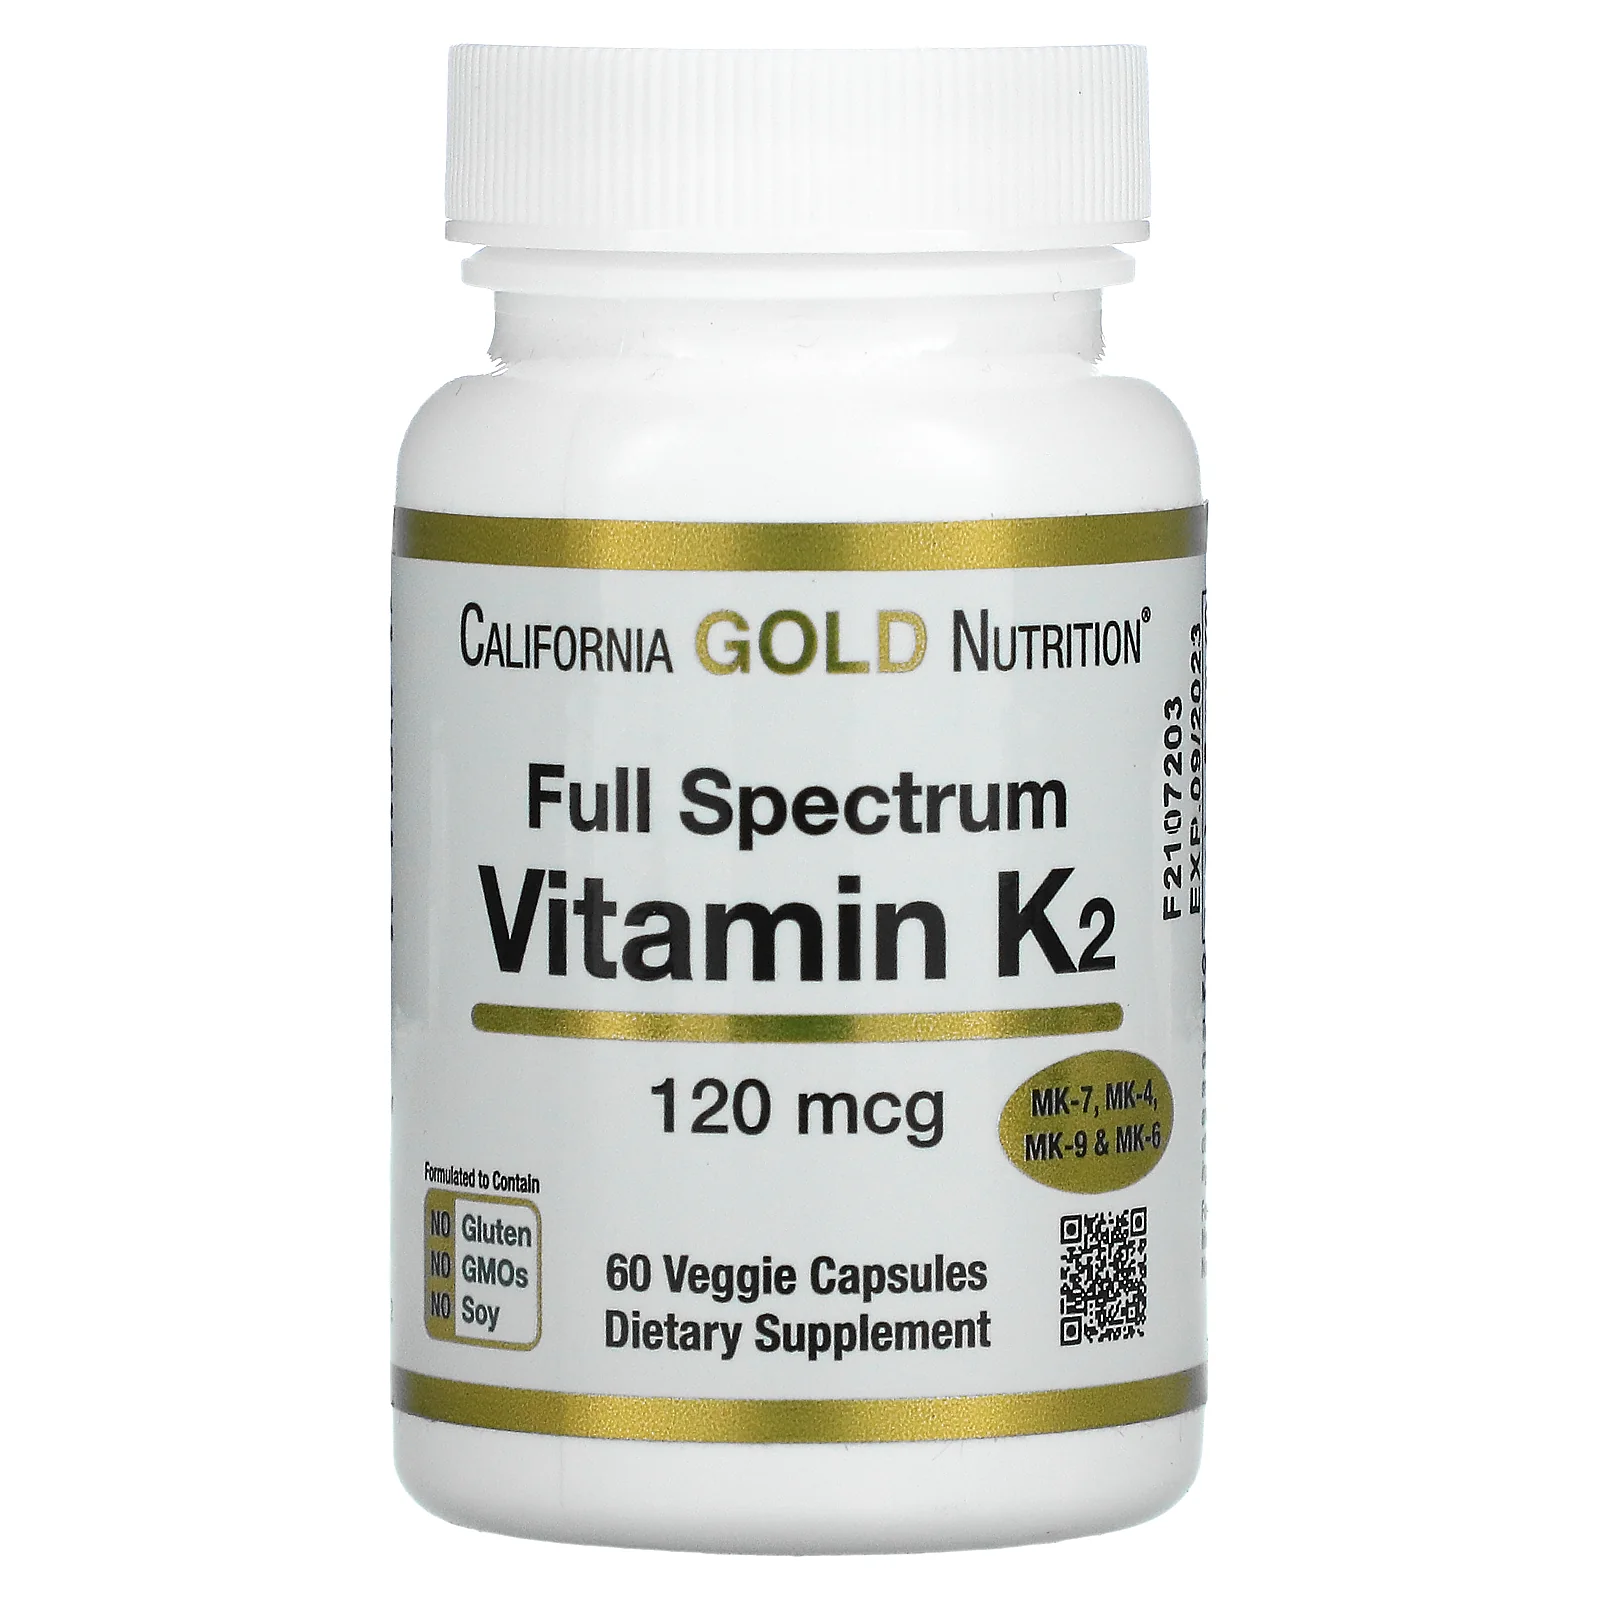 CALIFORNIA GOLD NUTRITION®
Full Spectrum
Vitamin K2
120 mcg
MK-7, MK-4,
MK-9 & MK-6
Formulated to Contain
NO Gluten
NO GMOs
NO Soy
60 Veggie Capsules
Dietary Supplement
F2107203
EXP.09/2023